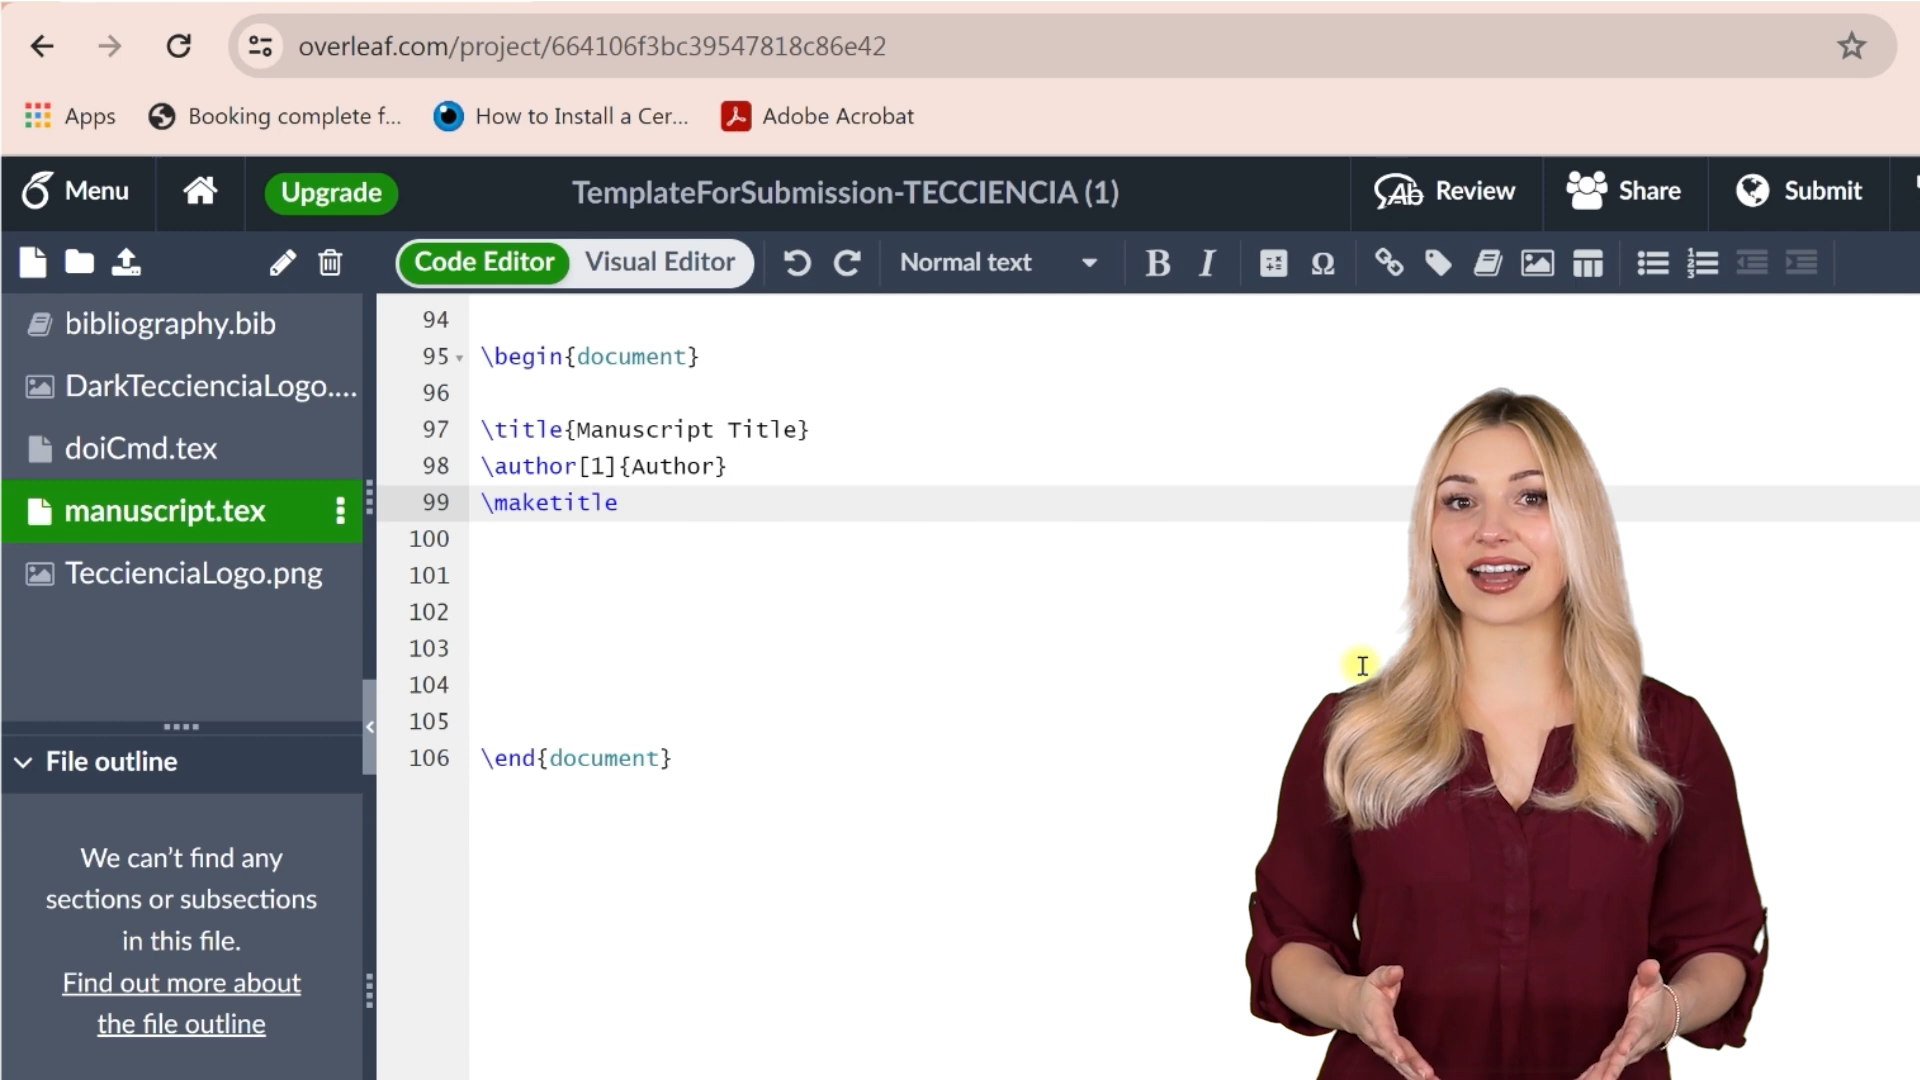 overleaf.com/project/664106f3bc39547818c86e42
Apps Booking complete f... How to Install a Cer... Adobe Acrobat
Menu Upgrade TemplateForSubmission-TECCIENCIA (1) Review Share Submit
Code Editor Visual Editor Normal text B I Ω
bibliography.bib
DarkTeccienciaLogo....
doiCmd.tex
manuscript.tex
TeccienciaLogo.png
File outline
We can't find any
sections or subsections
in this file.
Find out more about
the file outline
94
95 \begin{document}
96
97 \title{Manuscript Title}
98 \author[1]{Author}
99 \maketitle
100
101
102
103
104
105
106 \end{document}